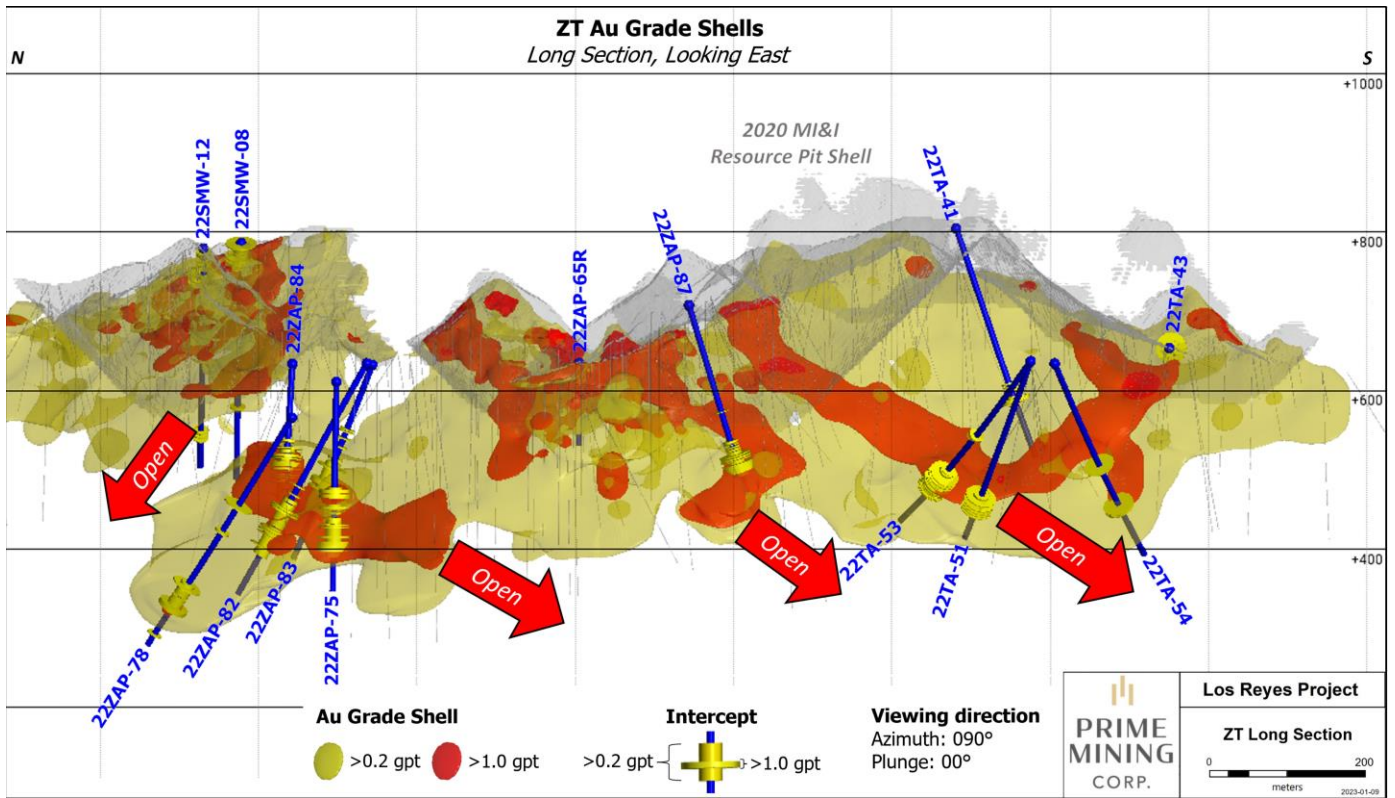 ZT Au Grade Shells
Long Section, Looking East
N
S
+1000
+800
+600
+400
2020 MI&I
Resource Pit Shell
22SMW-12
22SMW-08
22ZAP-84
22ZAP-65R
22ZAP-87
22TA-41
22TA-43
Open
Open
Open
Open
22ZAP-78
22ZAP-82
22ZAP-83
22ZAP-75
22TA-53
22TA-51
22TA-54
Au Grade Shell
>0.2 gpt
>1.0 gpt
Intercept
>0.2 gpt
>1.0 gpt
Viewing direction
Azimuth: 090°
Plunge: 00°
PRIME
MINING
CORP.
Los Reyes Project
ZT Long Section
0
200
meters
2023-01-09